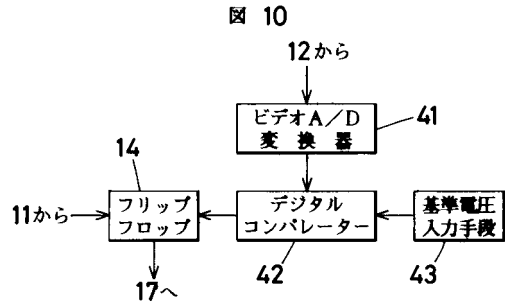 図 10
12から
ビデオA／D
変換器
41
14
11から
フリップ
フロップ
デジタル
コンパレーター
基準電圧
入力手段
17へ
42
43